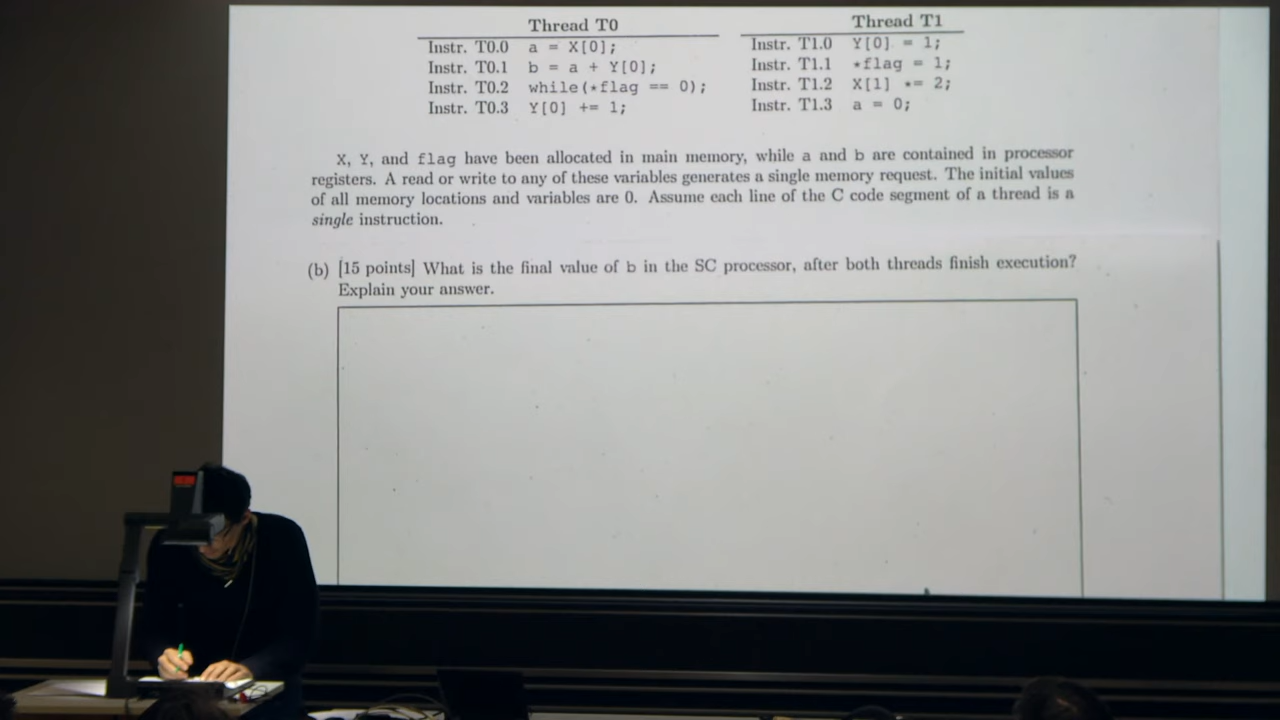 Thread T0
Instr. T0.0 a = X[0];
Instr. T0.1 b = a + Y[0];
Instr. T0.2 while(*flag == 0);
Instr. T0.3 Y[0] += 1;
Thread T1
Instr. T1.0 Y[0] = 1;
Instr. T1.1 *flag = 1;
Instr. T1.2 X[1] *= 2;
Instr. T1.3 a = 0;
X, Y, and flag have been allocated in main memory, while a and b are contained in processor
registers. A read or write to any of these variables generates a single memory request. The initial values
of all memory locations and variables are 0. Assume each line of the C code segment of a thread is a
single instruction.
(b) [15 points] What is the final value of b in the SC processor, after both threads finish execution?
Explain your answer.